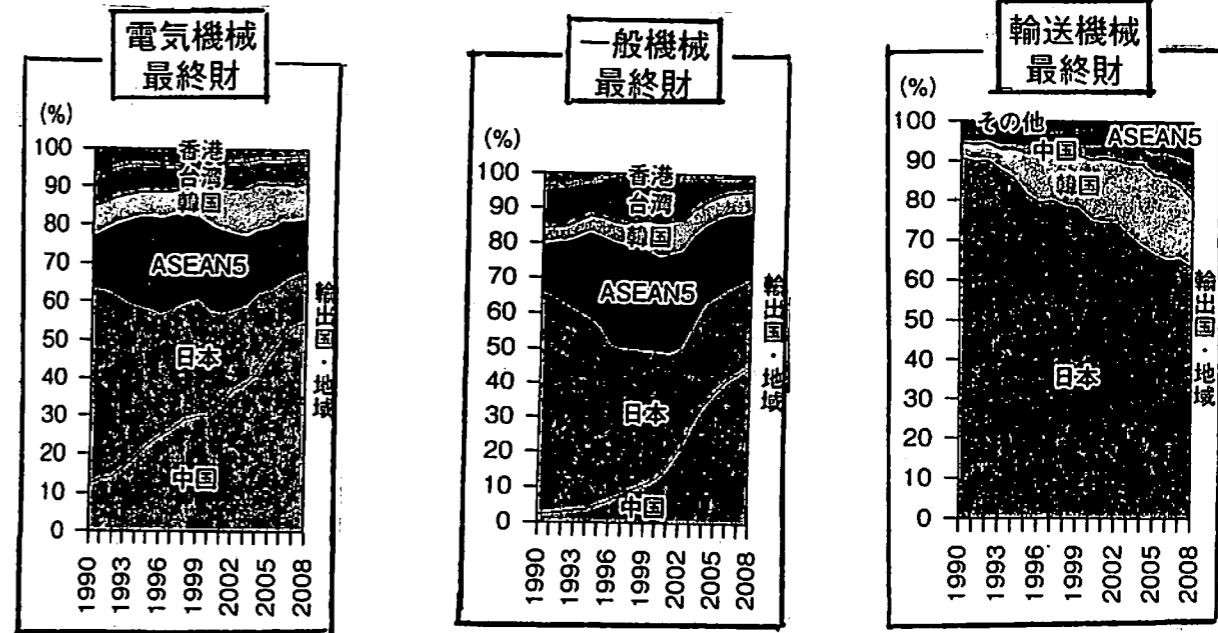 電気機械
最終財
(%)
100
90
80
70
60
50
40
30
20
10
0
香港
台湾
韓国
ASEAN5
日本
中国
1990
1993
1996
1999
2002
2005
2008
輸出国・地域
一般機械
最終財
(%)
100
90
80
70
60
50
40
30
20
10
0
香港
台湾
韓国
ASEAN5
日本
中国
1990
1993
1996
1999
2002
2005
2008
輸出国・地域
輸送機械
最終財
(%)
100
90
80
70
60
50
40
30
20
10
0
その他
ASEAN5
中国
韓国
日本
1990
1993
1996
1999
2002
2005
2008
輸出国・地域